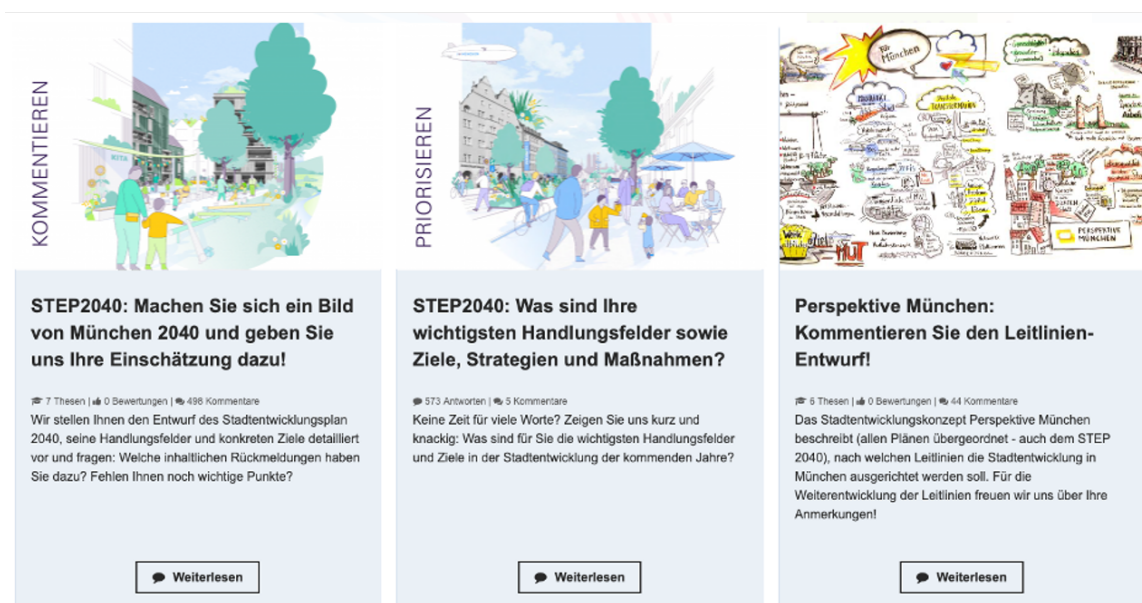 KOMMENTIEREN
STEP2040: Machen Sie sich ein Bild
von München 2040 und geben Sie
uns Ihre Einschätzung dazu!
7 Thesen | 0 Bewertungen | 498 Kommentare
Wir stellen Ihnen den Entwurf des Stadtentwicklungsplan
2040, seine Handlungsfelder und konkreten Ziele detailliert
vor und fragen: Welche inhaltlichen Rückmeldungen haben
Sie dazu? Fehlen Ihnen noch wichtige Punkte?
Weiterlesen
PRIORISIEREN
STEP2040: Was sind Ihre
wichtigsten Handlungsfelder sowie
Ziele, Strategien und Maßnahmen?
573 Antworten | 5 Kommentare
Keine Zeit für viele Worte? Zeigen Sie uns kurz und
knackig: Was sind für Sie die wichtigsten Handlungsfelder
und Ziele in der Stadtentwicklung der kommenden Jahre?
Weiterlesen
für
München
TRANSFORMATION
MUT
PERSPEKTIVE
MÜNCHEN
Perspektive München:
Kommentieren Sie den Leitlinien-
Entwurf!
6 Thesen | 0 Bewertungen | 44 Kommentare
Das Stadtentwicklungskonzept Perspektive München
beschreibt (allen Plänen übergeordnet - auch dem STEP
2040), nach welchen Leitlinien die Stadtentwicklung in
München ausgerichtet werden soll. Für die
Weiterentwicklung der Leitlinien freuen wir uns über Ihre
Anmerkungen!
Weiterlesen